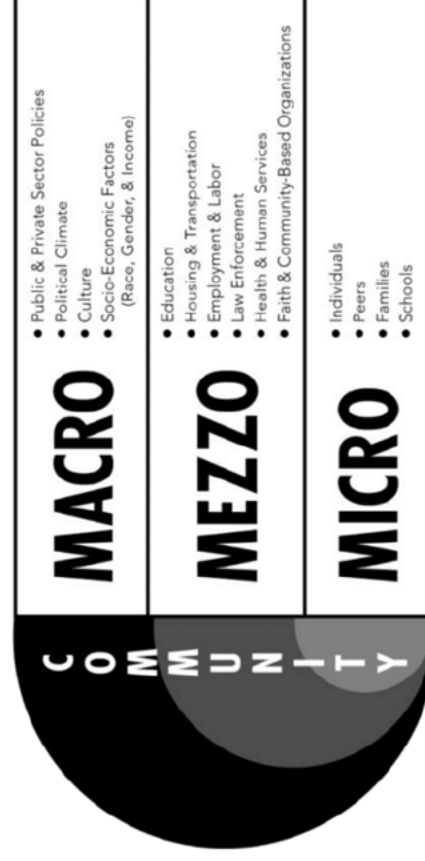 COMMUNITY
MACRO
• Public & Private Sector Policies
• Political Climate
• Culture
• Socio-Economic Factors
(Race, Gender, & Income)
MEZZO
• Education
• Housing & Transportation
• Employment & Labor
• Law Enforcement
• Health & Human Services
• Faith & Community-Based Organizations
MICRO
• Individuals
• Peers
• Families
• Schools